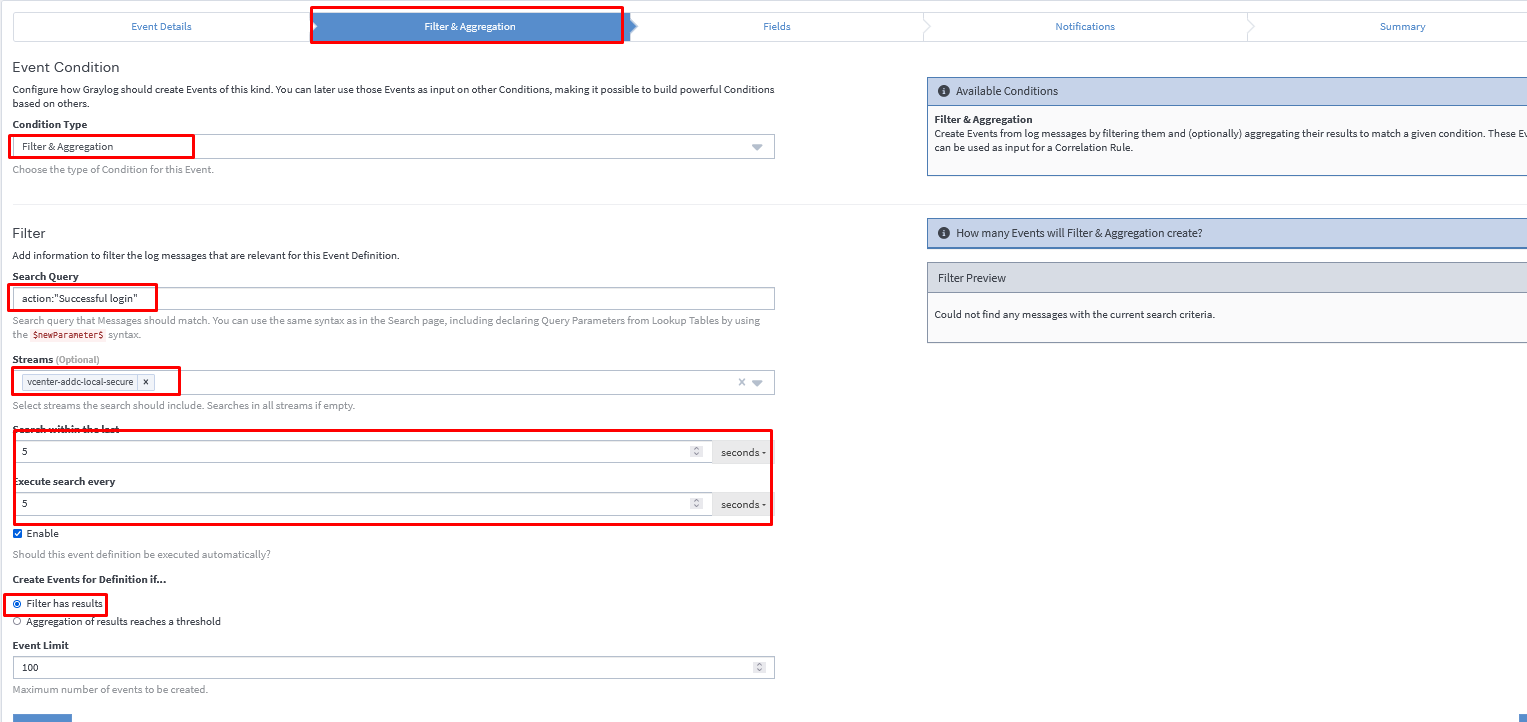 Event Details
Filter & Aggregation
Fields
Notifications
Summary
Event Condition
Configure how Graylog should create Events of this kind. You can later use those Events as input on other Conditions, making it possible to build powerful Conditions
based on others.
Condition Type
Filter & Aggregation
Choose the type of Condition for this Event.
Available Conditions
Filter & Aggregation
Create Events from log messages by filtering them and (optionally) aggregating their results to match a given condition. These Ev
can be used as input for a Correlation Rule.
Filter
Add information to filter the log messages that are relevant for this Event Definition.
Search Query
action:"Successful login"
Search query that Messages should match. You can use the same syntax as in the Search page, including declaring Query Parameters from Lookup Tables by using
the $newParameter$ syntax.
Streams (Optional)
vcenter-addc-local-secure ×
Select streams the search should include. Searches in all streams if empty.
Search within the last
5 seconds
Execute search every
5 seconds
Enable
Should this event definition be executed automatically?
Create Events for Definition if...
Filter has results
Aggregation of results reaches a threshold
Event Limit
100
Maximum number of events to be created.
How many Events will Filter & Aggregation create?
Filter Preview
Could not find any messages with the current search criteria.